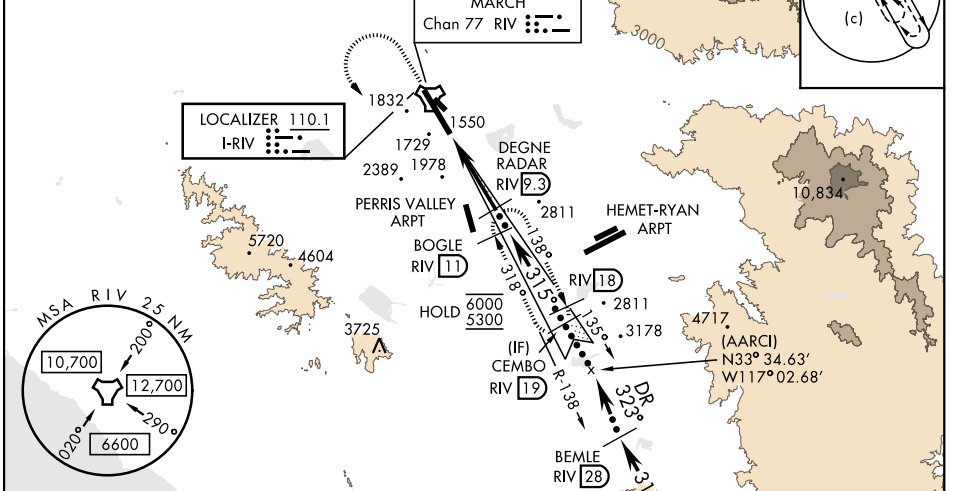 MARCH
Chan 77 RIV
3000
(c)
LOCALIZER 110.1
I-RIV
1832
1550
1729
2389
1978
DEGNE
RADAR
RIV 9.3
2811
10,834
PERRIS VALLEY
ARPT
HEMET-RYAN
ARPT
138°
BOGLE
RIV 11
318°
315°
RIV 18
5720
4604
HOLD 6000
5300
2811
135°
3178
4717
3725
(IF)
CEMBO
RIV 19
(AARCI)
N33° 34.63'
W117° 02.68'
R-138
DR
323°
MSA RIV 25 NM
200°
10,700
12,700
020°
290°
6600
BEMLE
RIV 28